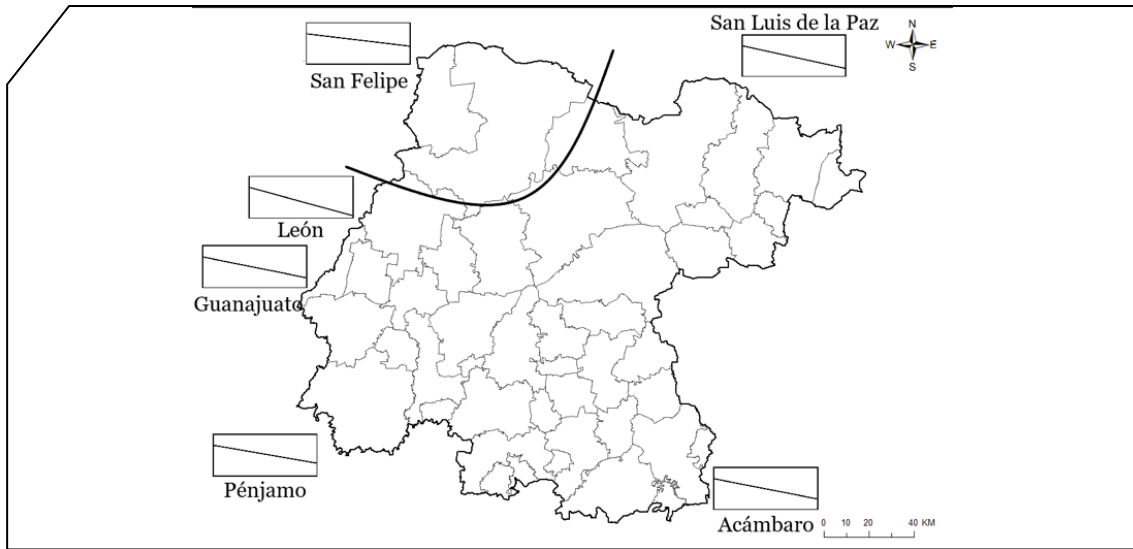 San Luis de la Paz
N
W E
S
San Felipe
León
Guanajuato
Pénjamo
Acámbaro
0 10 20 40 KM